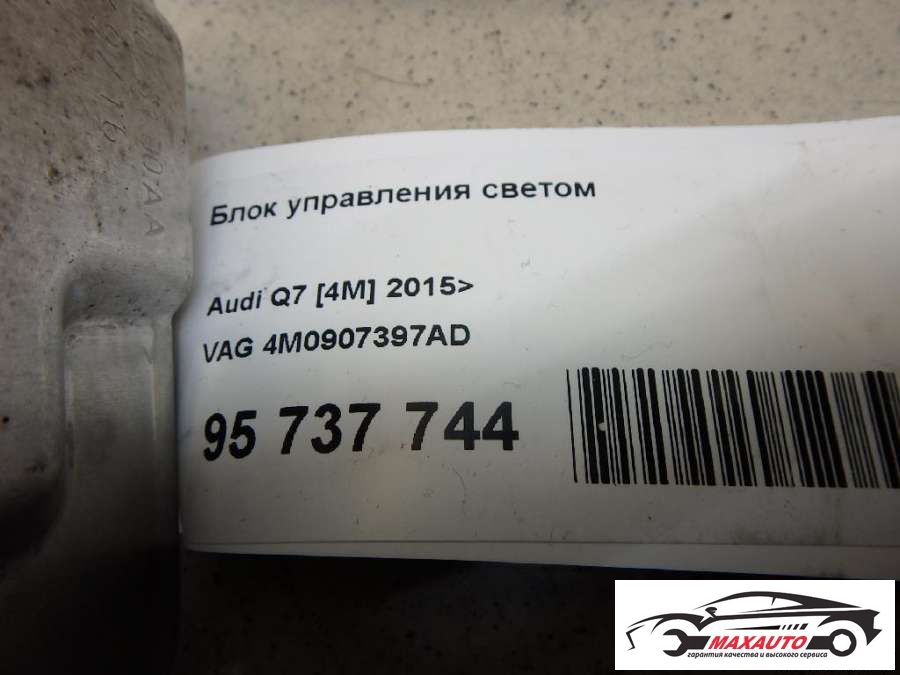 Блок управления светом
Audi Q7 [4M] 2015>
VAG 4M0907397AD
95 737 744
MAXAUTO
гарантия качества и высокого сервиса